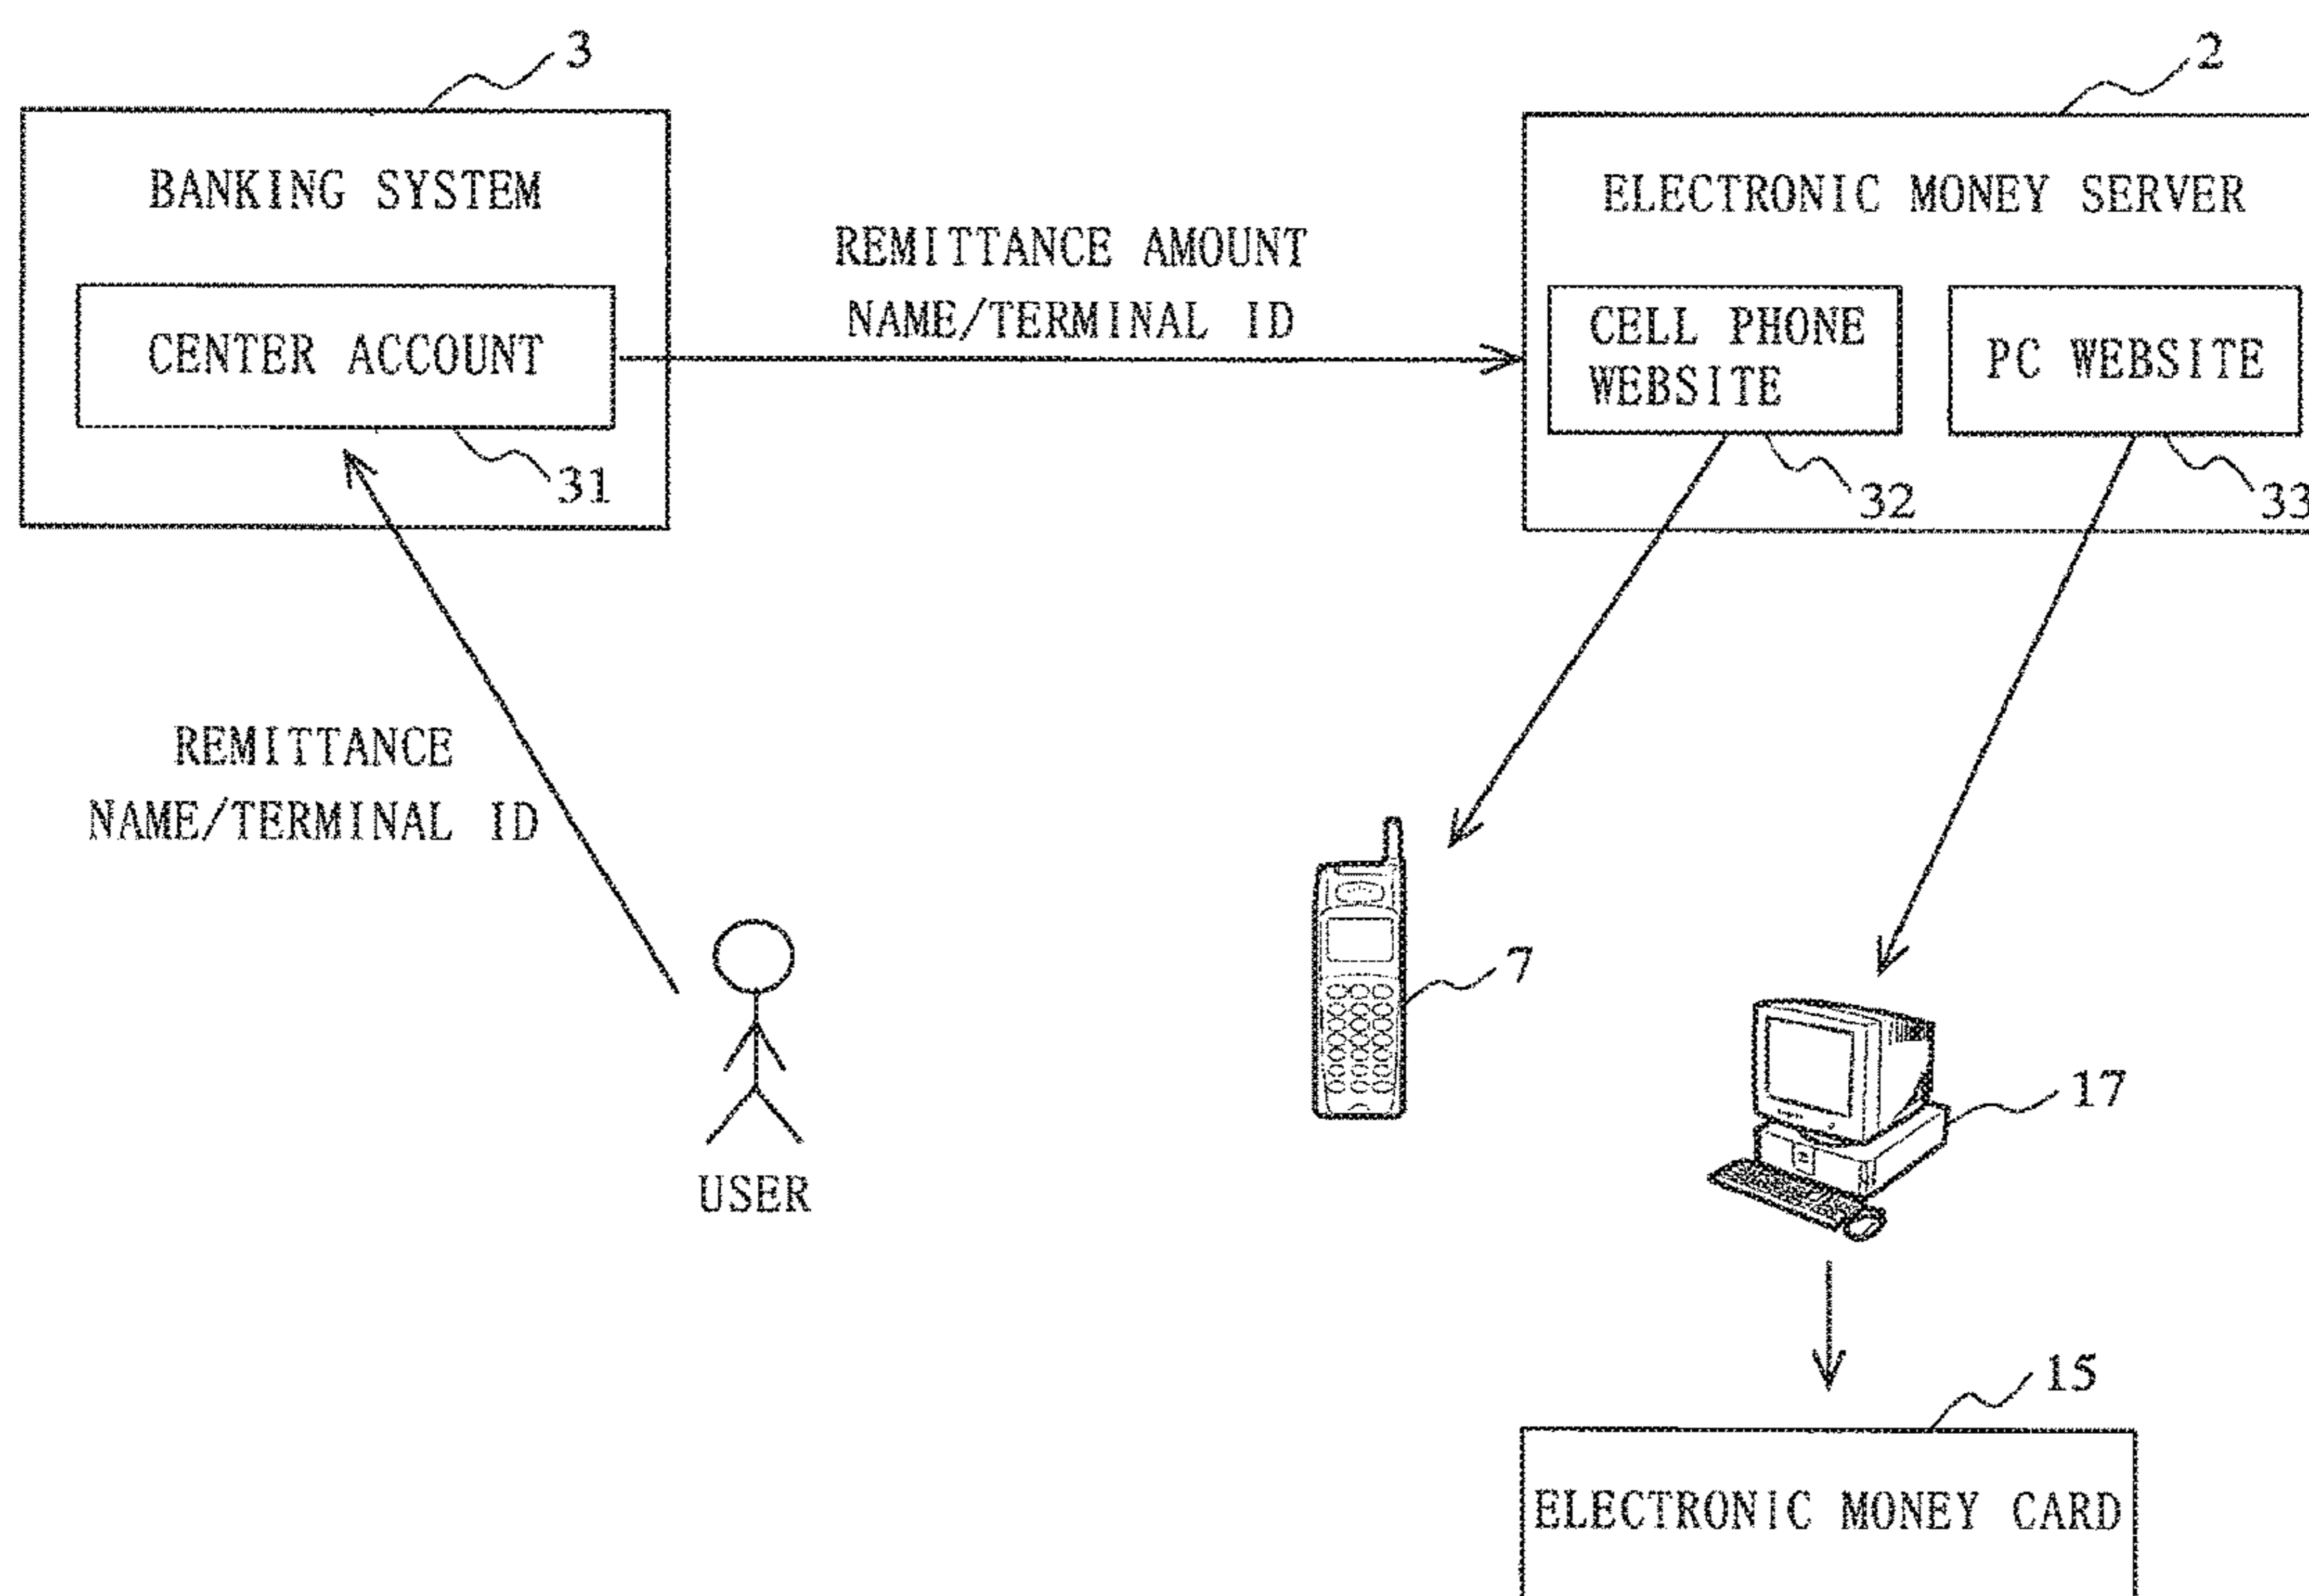 3
2
BANKING SYSTEM
ELECTRONIC MONEY SERVER
REMITTANCE AMOUNT
NAME/TERMINAL ID
CENTER ACCOUNT
CELL PHONE
WEBSITE
PC WEBSITE
31
32
33
REMITTANCE
NAME/TERMINAL ID
7
17
USER
15
ELECTRONIC MONEY CARD